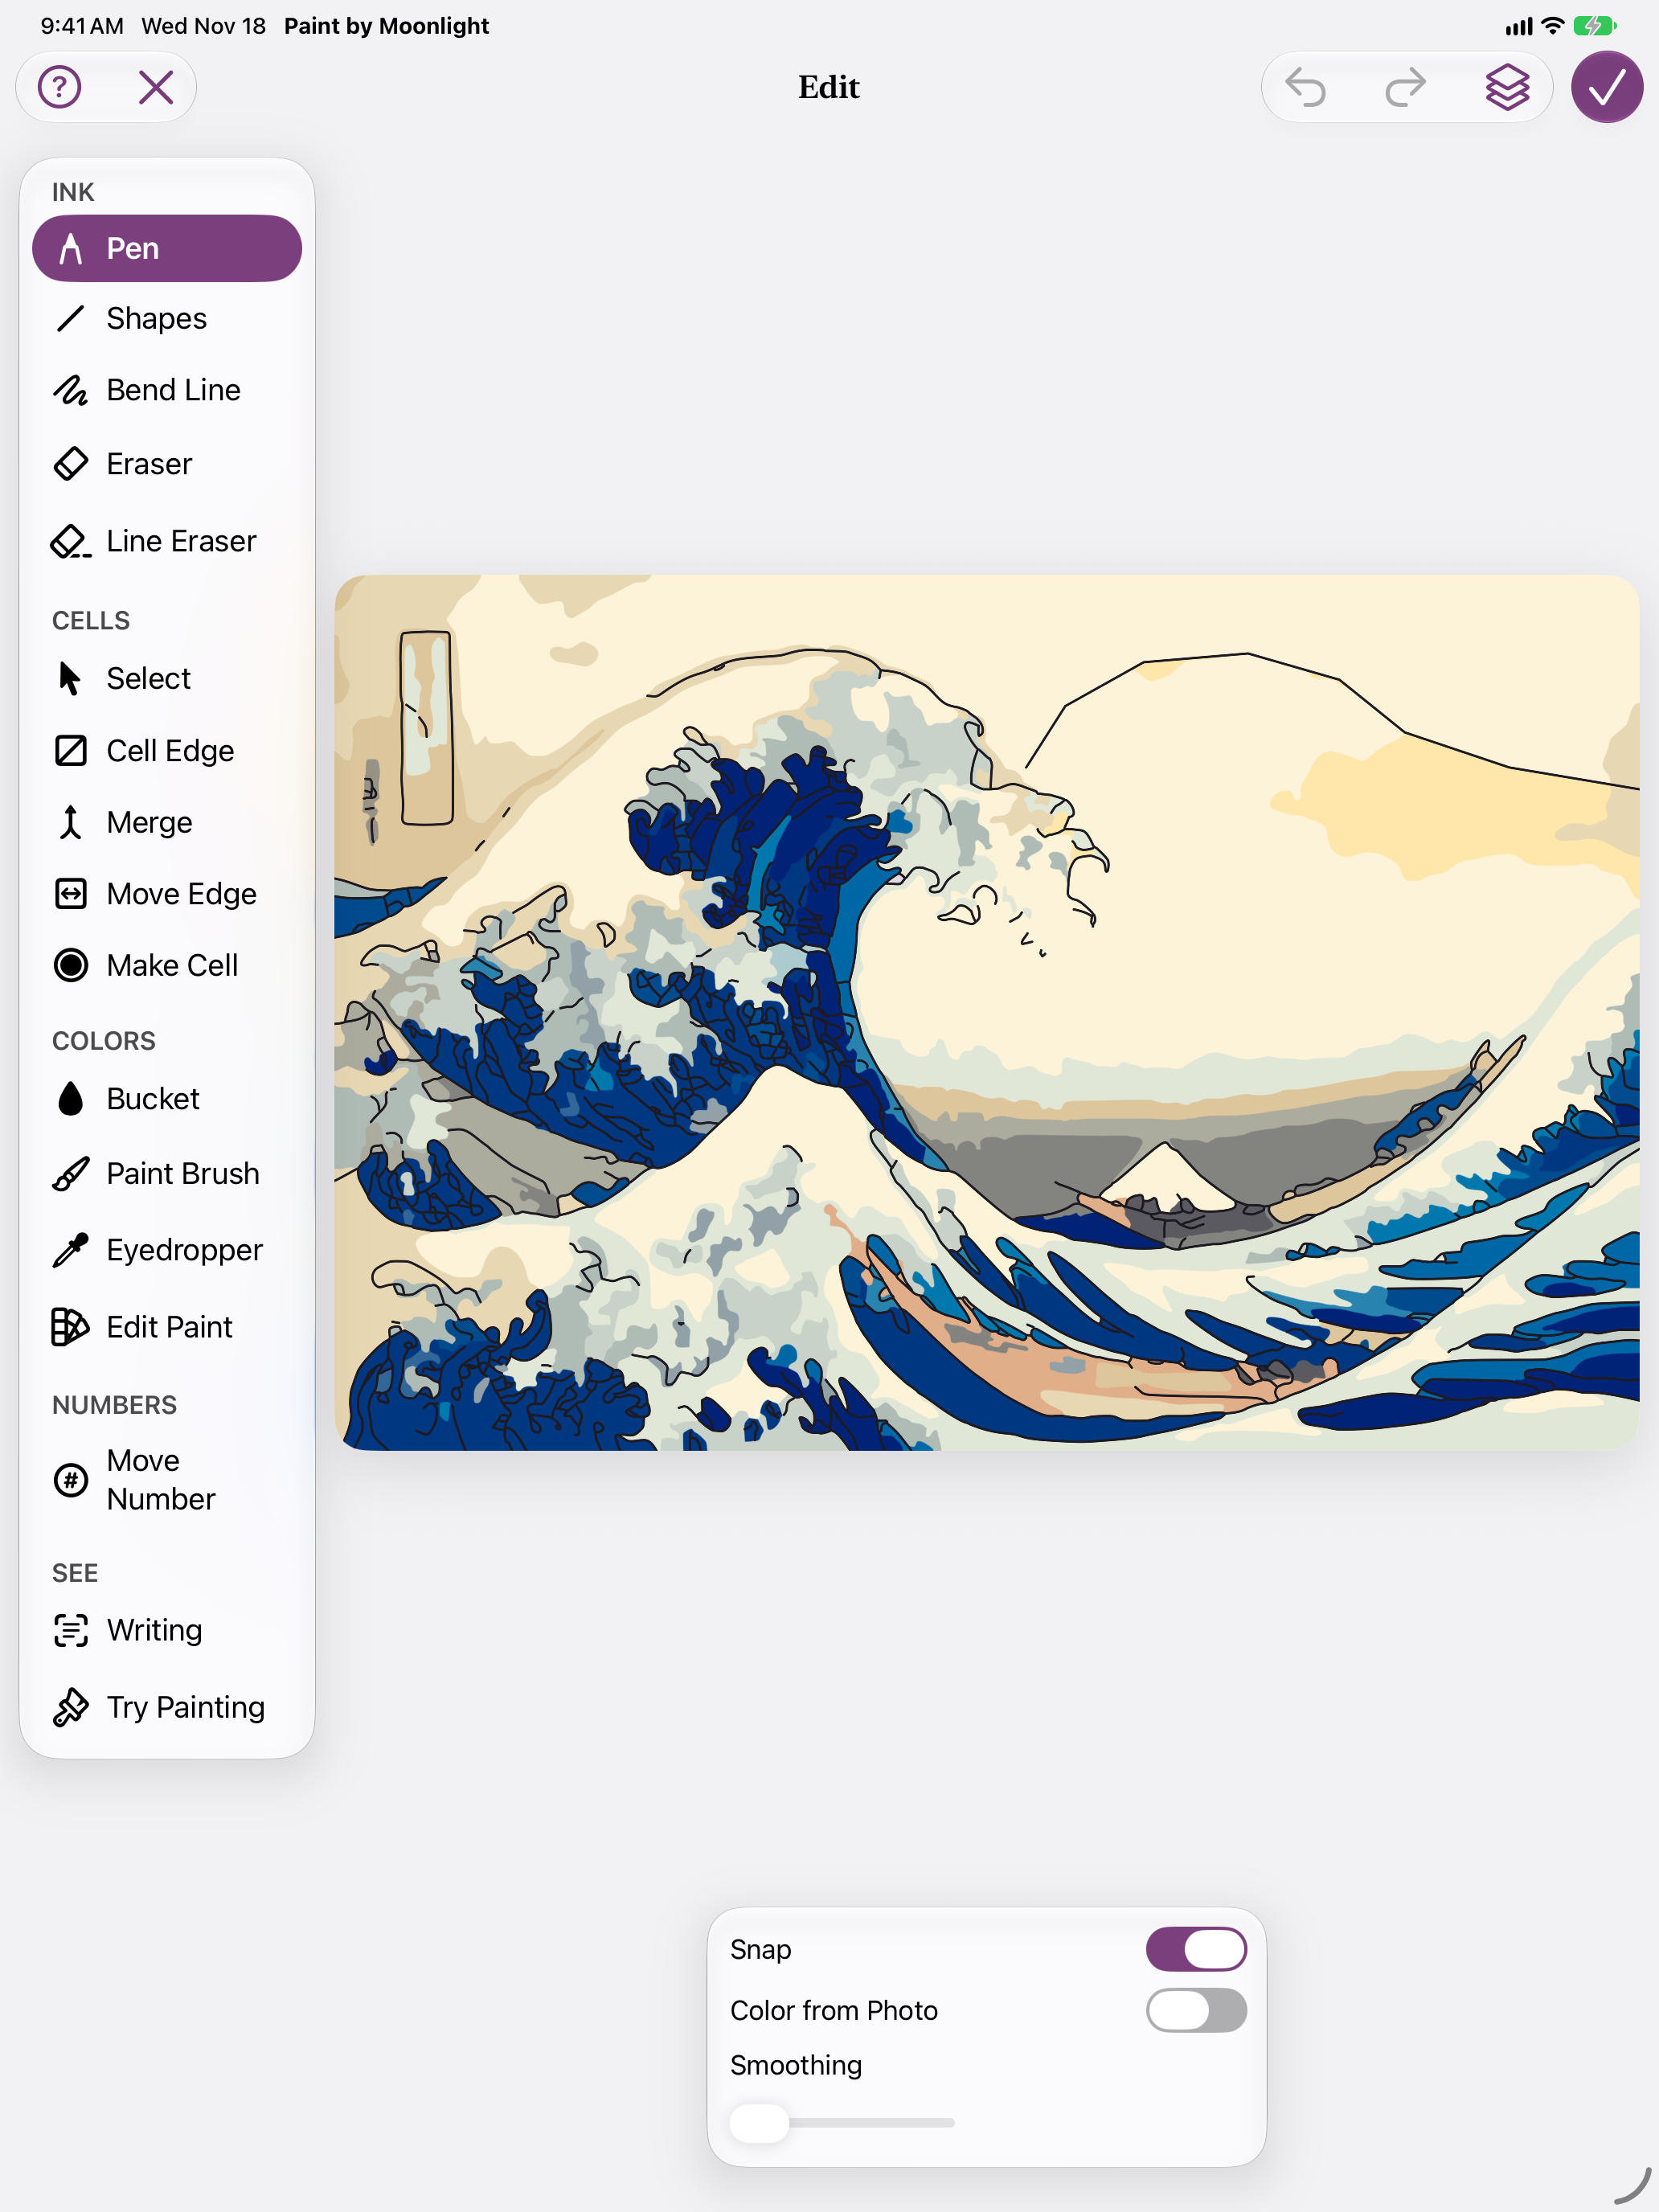 9:41 AM Wed Nov 18 Paint by Moonlight
?
Edit
INK
Pen
Shapes
Bend Line
Eraser
Line Eraser
CELLS
Select
Cell Edge
Merge
Move Edge
Make Cell
COLORS
Bucket
Paint Brush
Eyedropper
Edit Paint
NUMBERS
#
Move
Number
SEE
Writing
Try Painting
Snap
Color from Photo
Smoothing